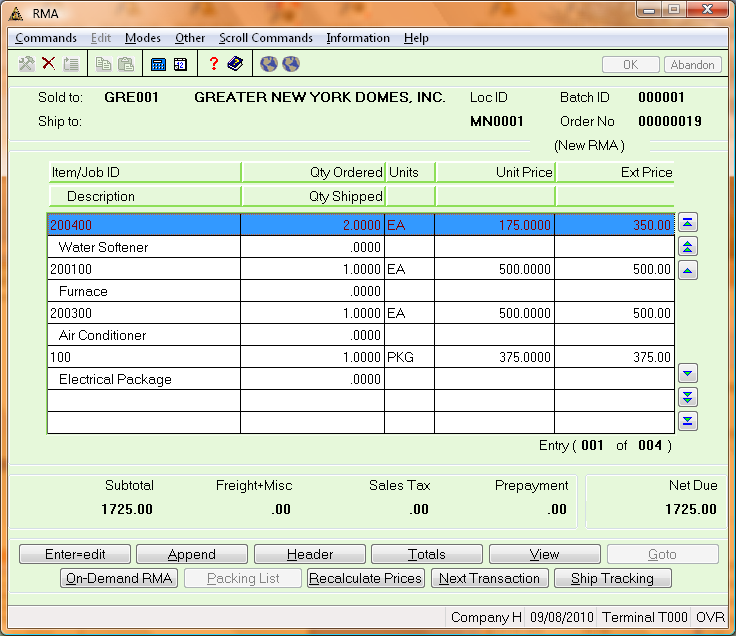 RMA
Commands Edit Modes Other Scroll Commands Information Help
OK Abandon
Sold to: GRE001 GREATER NEW YORK DOMES, INC. Loc ID Batch ID 000001
Ship to: MN0001 Order No 00000019
(New RMA )
Item/Job ID Qty Ordered Units Unit Price Ext Price
Description Qty Shipped
200400 2.0000 EA 175.0000 350.00
Water Softener .0000
200100 1.0000 EA 500.0000 500.00
Furnace .0000
200300 1.0000 EA 500.0000 500.00
Air Conditioner .0000
100 1.0000 PKG 375.0000 375.00
Electrical Package .0000
Entry ( 001 of 004 )
Subtotal Freight+Misc Sales Tax Prepayment Net Due
1725.00 .00 .00 .00 1725.00
Enter=edit Append Header Totals View Goto
On-Demand RMA Packing List Recalculate Prices Next Transaction Ship Tracking
Company H 09/08/2010 Terminal T000 OVR